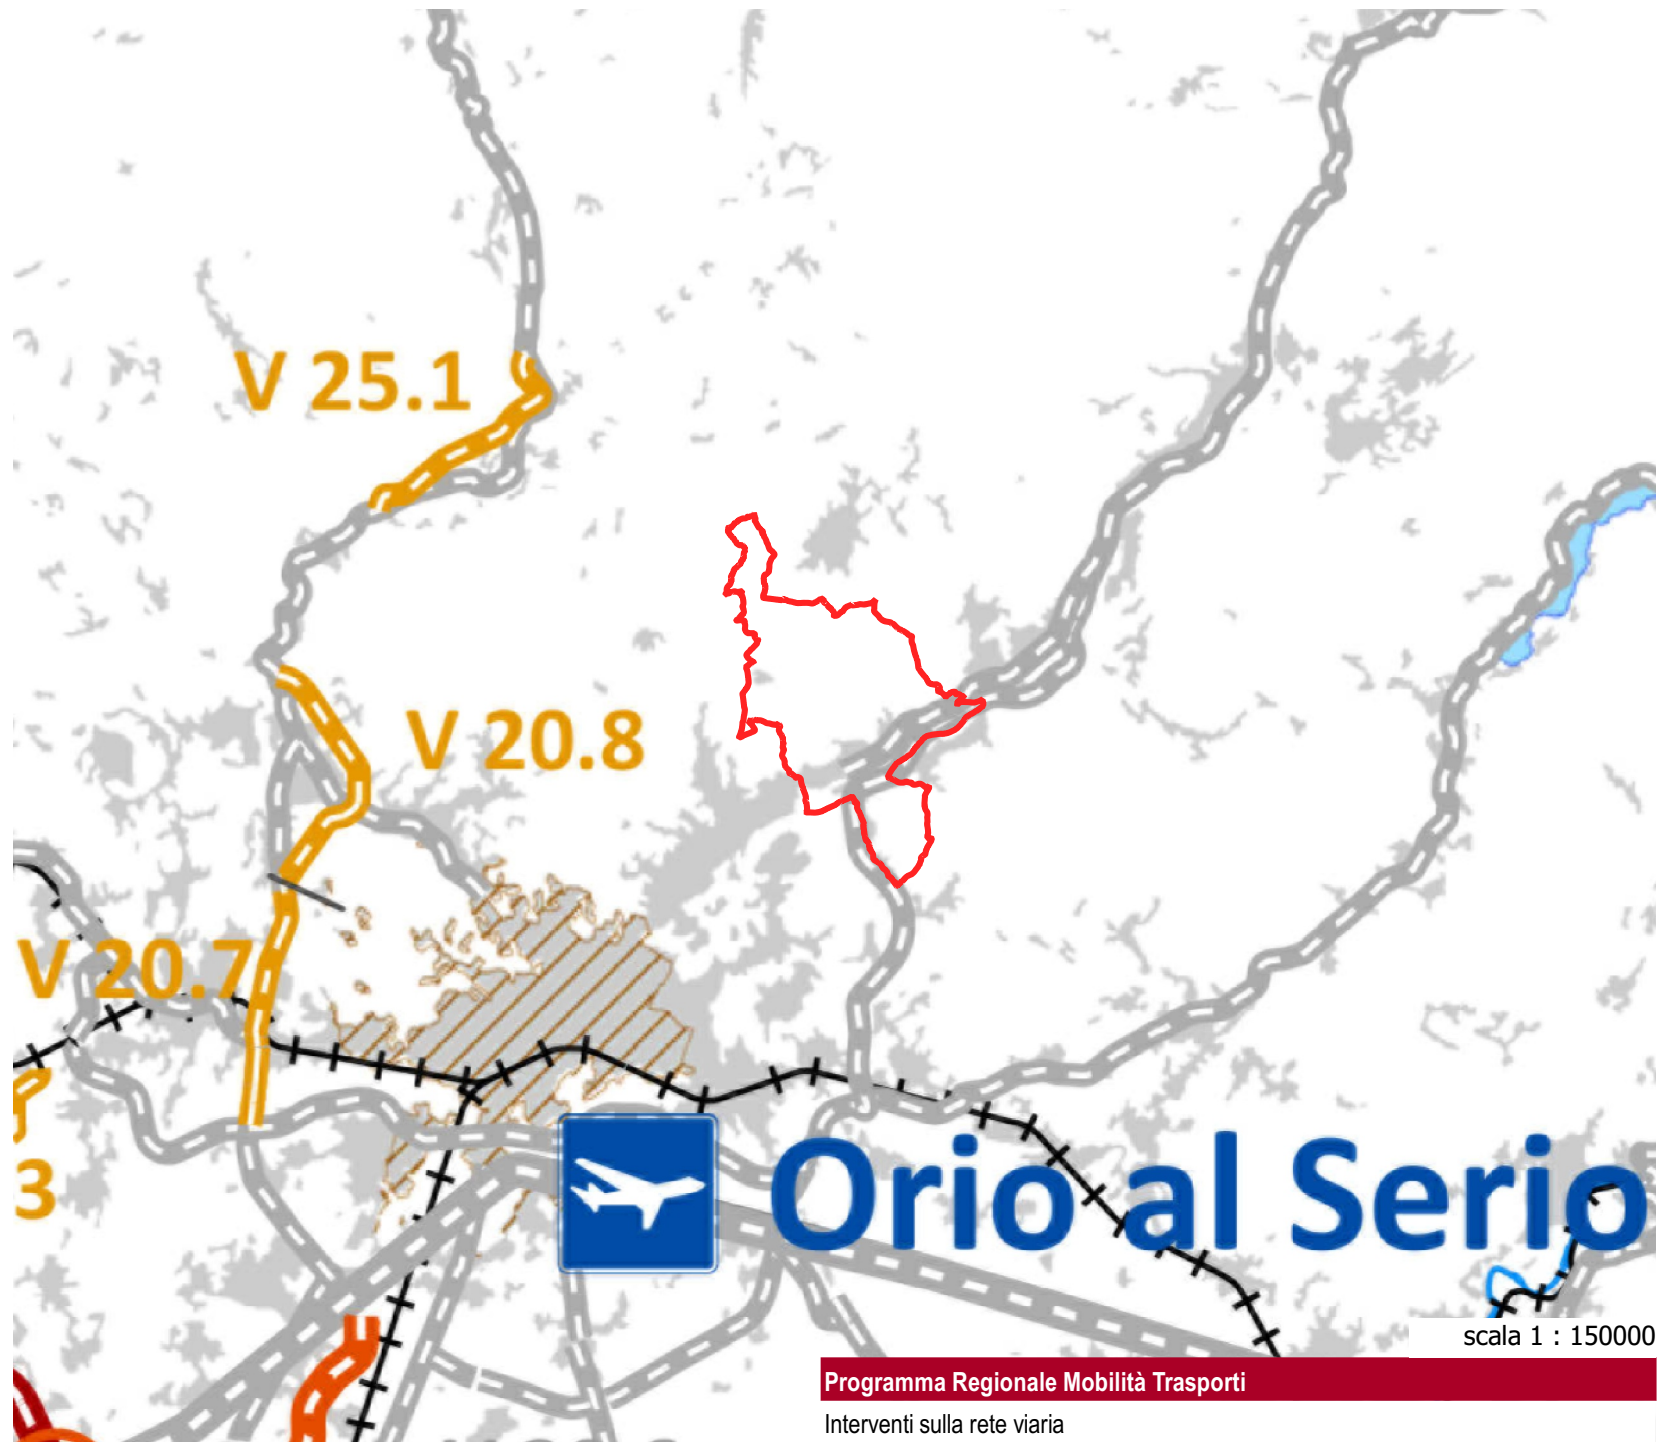 V 25.1
V 20.8
V 20.7
3
Orio al Serio
scala 1 : 150000
Programma Regionale Mobilità Trasporti
Interventi sulla rete viaria